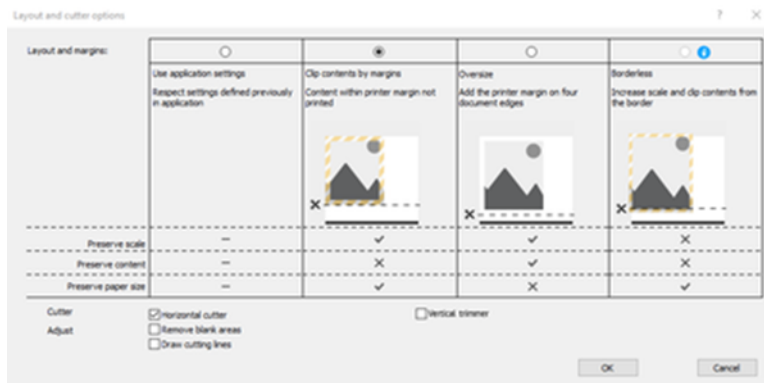 Layout and cutter options
? ×
Layout and margins:
Use application settings
Respect settings defined previously
in application
Clip contents by margins
Content within printer margin not
printed
Oversize
Add the printer margin on four
document edges
Borderless
Increase scale and clip contents from
the border
Preserve scale – ✓ ✓ ×
Preserve content – × ✓ ×
Preserve paper size – ✓ × ✓
Cutter
Horizontal cutter
Vertical trimmer
Adjust
Remove blank areas
Draw cutting lines
OK
Cancel